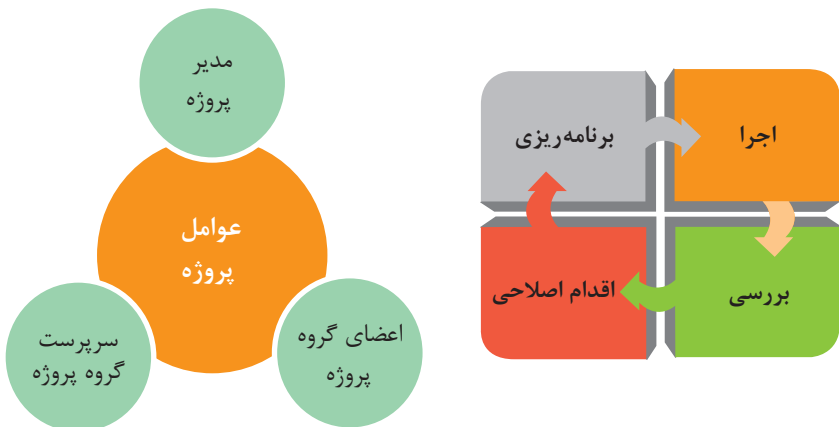 مدیر
پروژه
عوامل
پروژه
سرپرست
گروه پروژه
اعضای گروه
پروژه
برنامه‌ریزی
اجرا
بررسی
اقدام اصلاحی